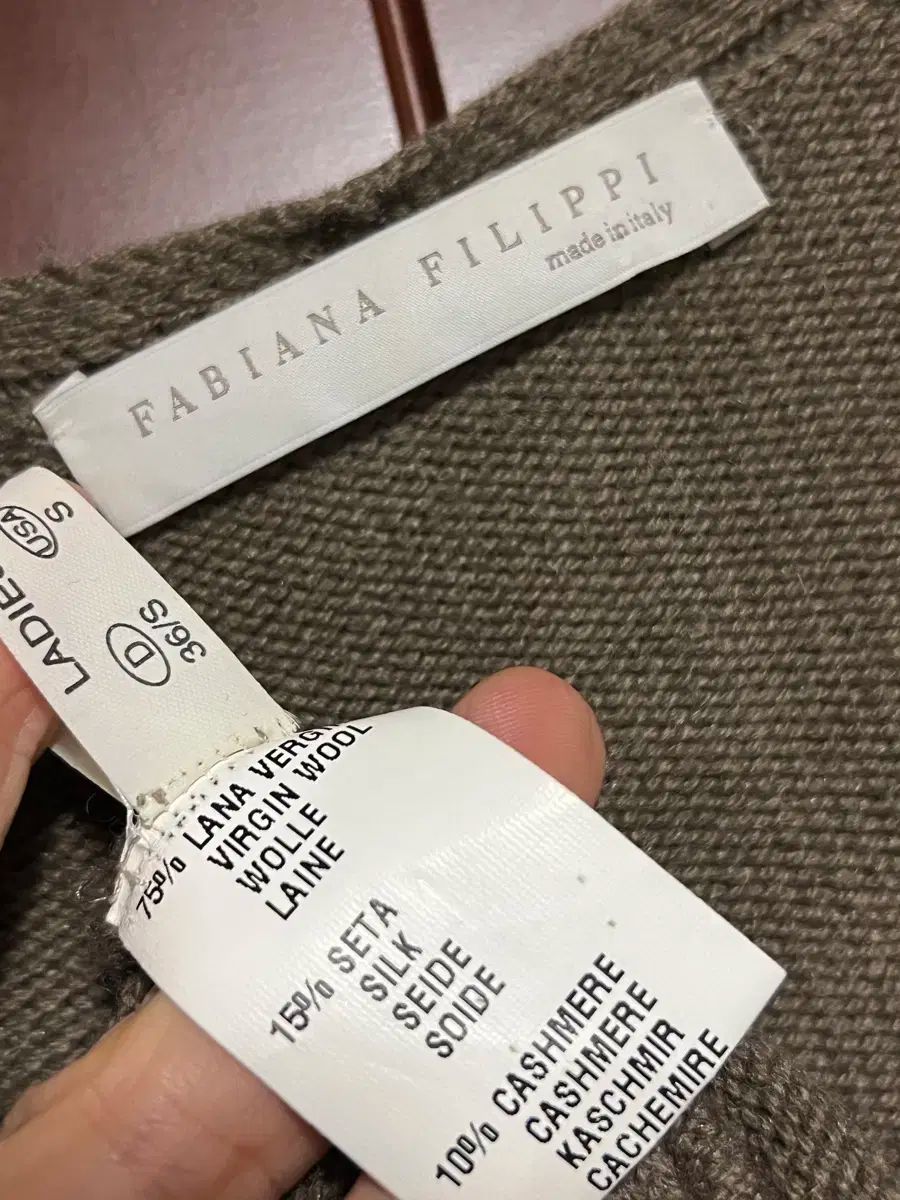 FABIANA FILIPPI
made in italy
LADIES
USA
S
D
36/S
75% LANA VERGINE
VIRGIN WOOL
WOLLE
LAINE
15% SETA
SILK
SEIDE
SOIDE
10% CASHMERE
CASHMERE
KASCHMIR
CACHEMIRE